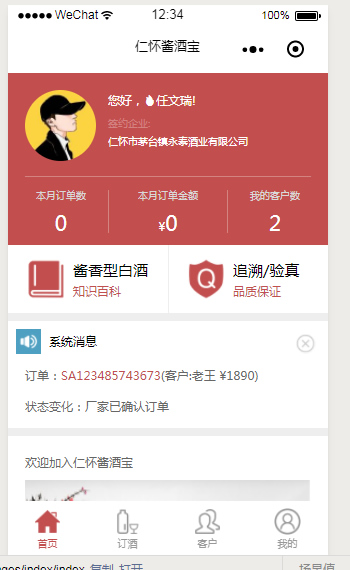 ●●●●● WeChat 12:34 100%
仁怀酱酒宝
您好，任文瑞!
签约企业:
仁怀市茅台镇永泰酒业有限公司
本月订单数 本月订单金额 我的客户数
0 ¥0 2
酱香型白酒 追溯/验真
知识百科 品质保证
系统消息
订单：SA123485743673(客户:老王 ¥1890)
状态变化：厂家已确认订单
欢迎加入仁怀酱酒宝
首页 订酒 客户 我的
ages/index/index 复制 打开 场景值